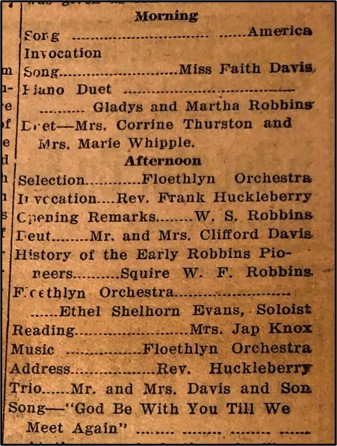 Morning
Song ........................ America
Invocation
Song........................Miss Faith Davis
Piano Duet ................ ................
......... Gladys and Martha Robbins
Duet—Mrs. Corrine Thurston and
Mrs. Marie Whipple.
Afternoon
Selection............Floethlyn Orchestra
Invocation....Rev. Frank Huckleberry
Opening Remarks........W. S. Robbins
Deut......Mr. and Mrs. Clifford Davis
History of the Early Robbins Pio-
neers..........Squire W. F. Robbins
Floethlyn Orchestra........................
......Ethel Shelhorn Evans, Soloist
Reading........................Mrs. Jap Knox
Music ............Floethlyn Orchestra
Address..................Rev. Huckleberry
Trio......Mr. and Mrs. Davis and Son
Song—"God Be With You Till We
Meet Again" ........ ........ ........ ........